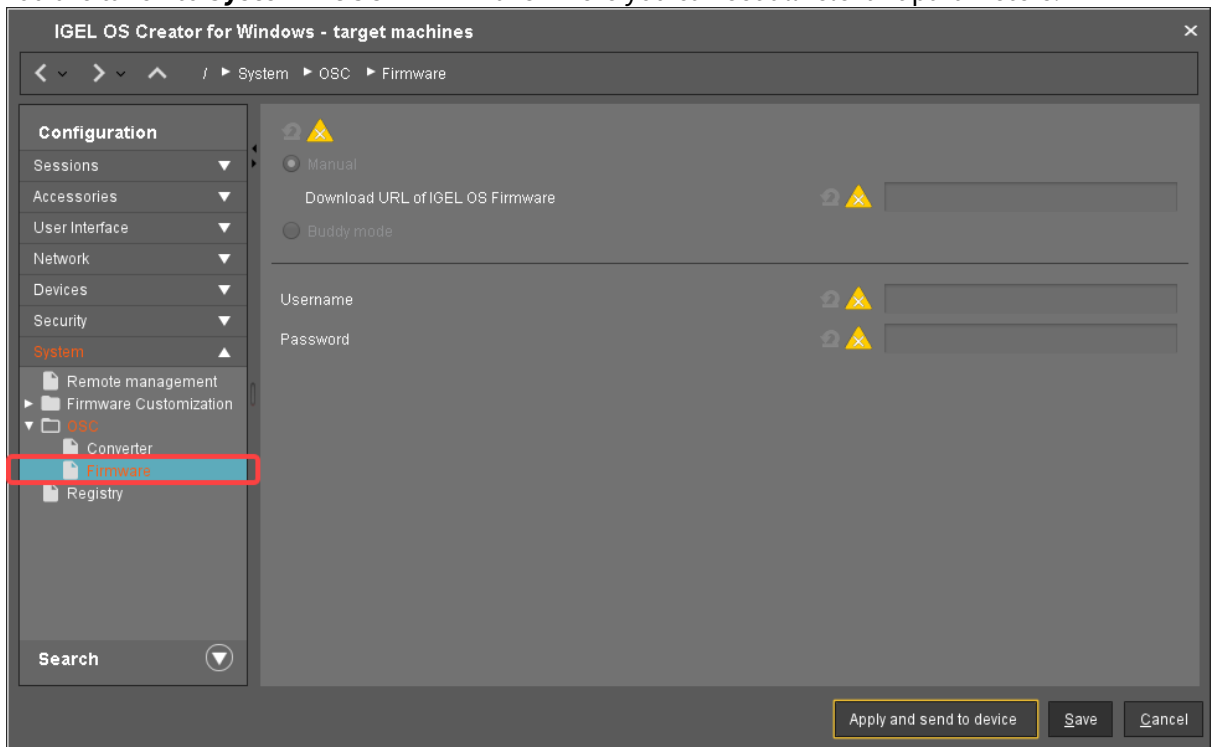 IGEL OS Creator for Windows - target machines
/ System OSC Firmware
Configuration
Sessions
Accessories
User Interface
Network
Devices
Security
System
Remote management
Firmware Customization
OSC
Converter
Firmware
Registry
Search
Manual
Download URL of IGEL OS Firmware
Buddy mode
Username
Password
Apply and send to device Save Cancel